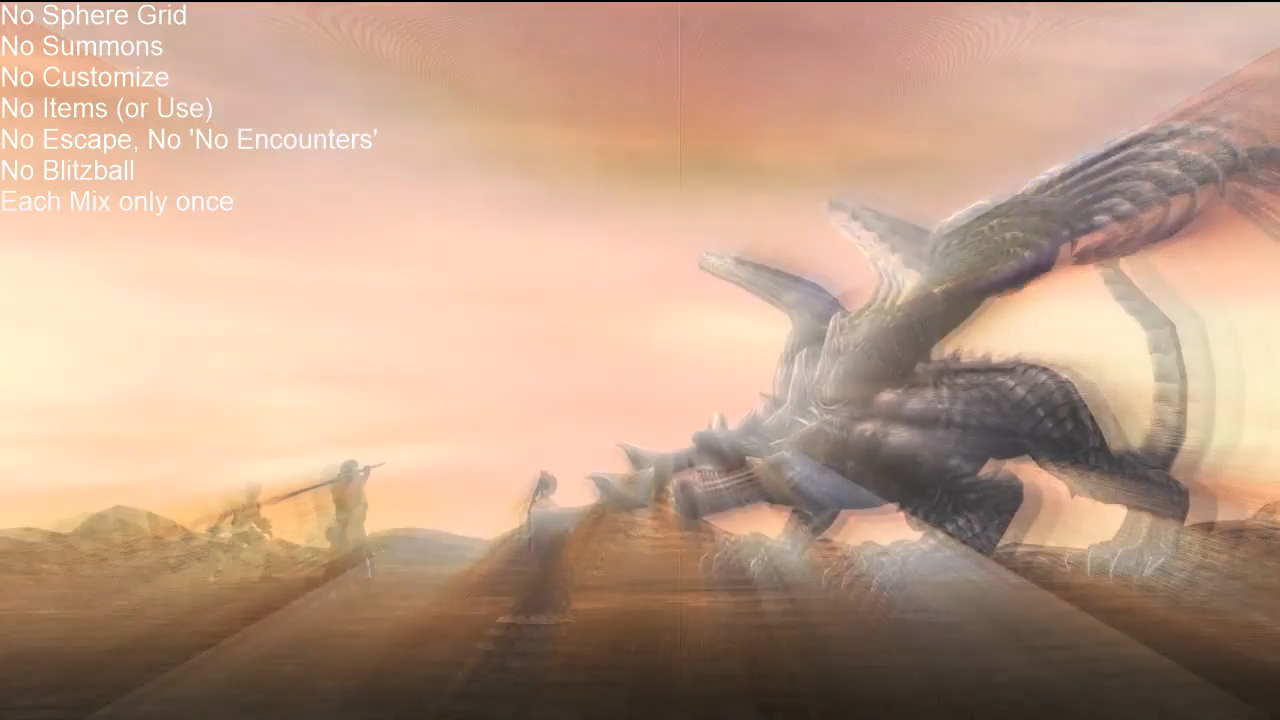 No Sphere Grid
No Summons
No Customize
No Items (or Use)
No Escape, No 'No Encounters'
No Blitzball
Each Mix only once